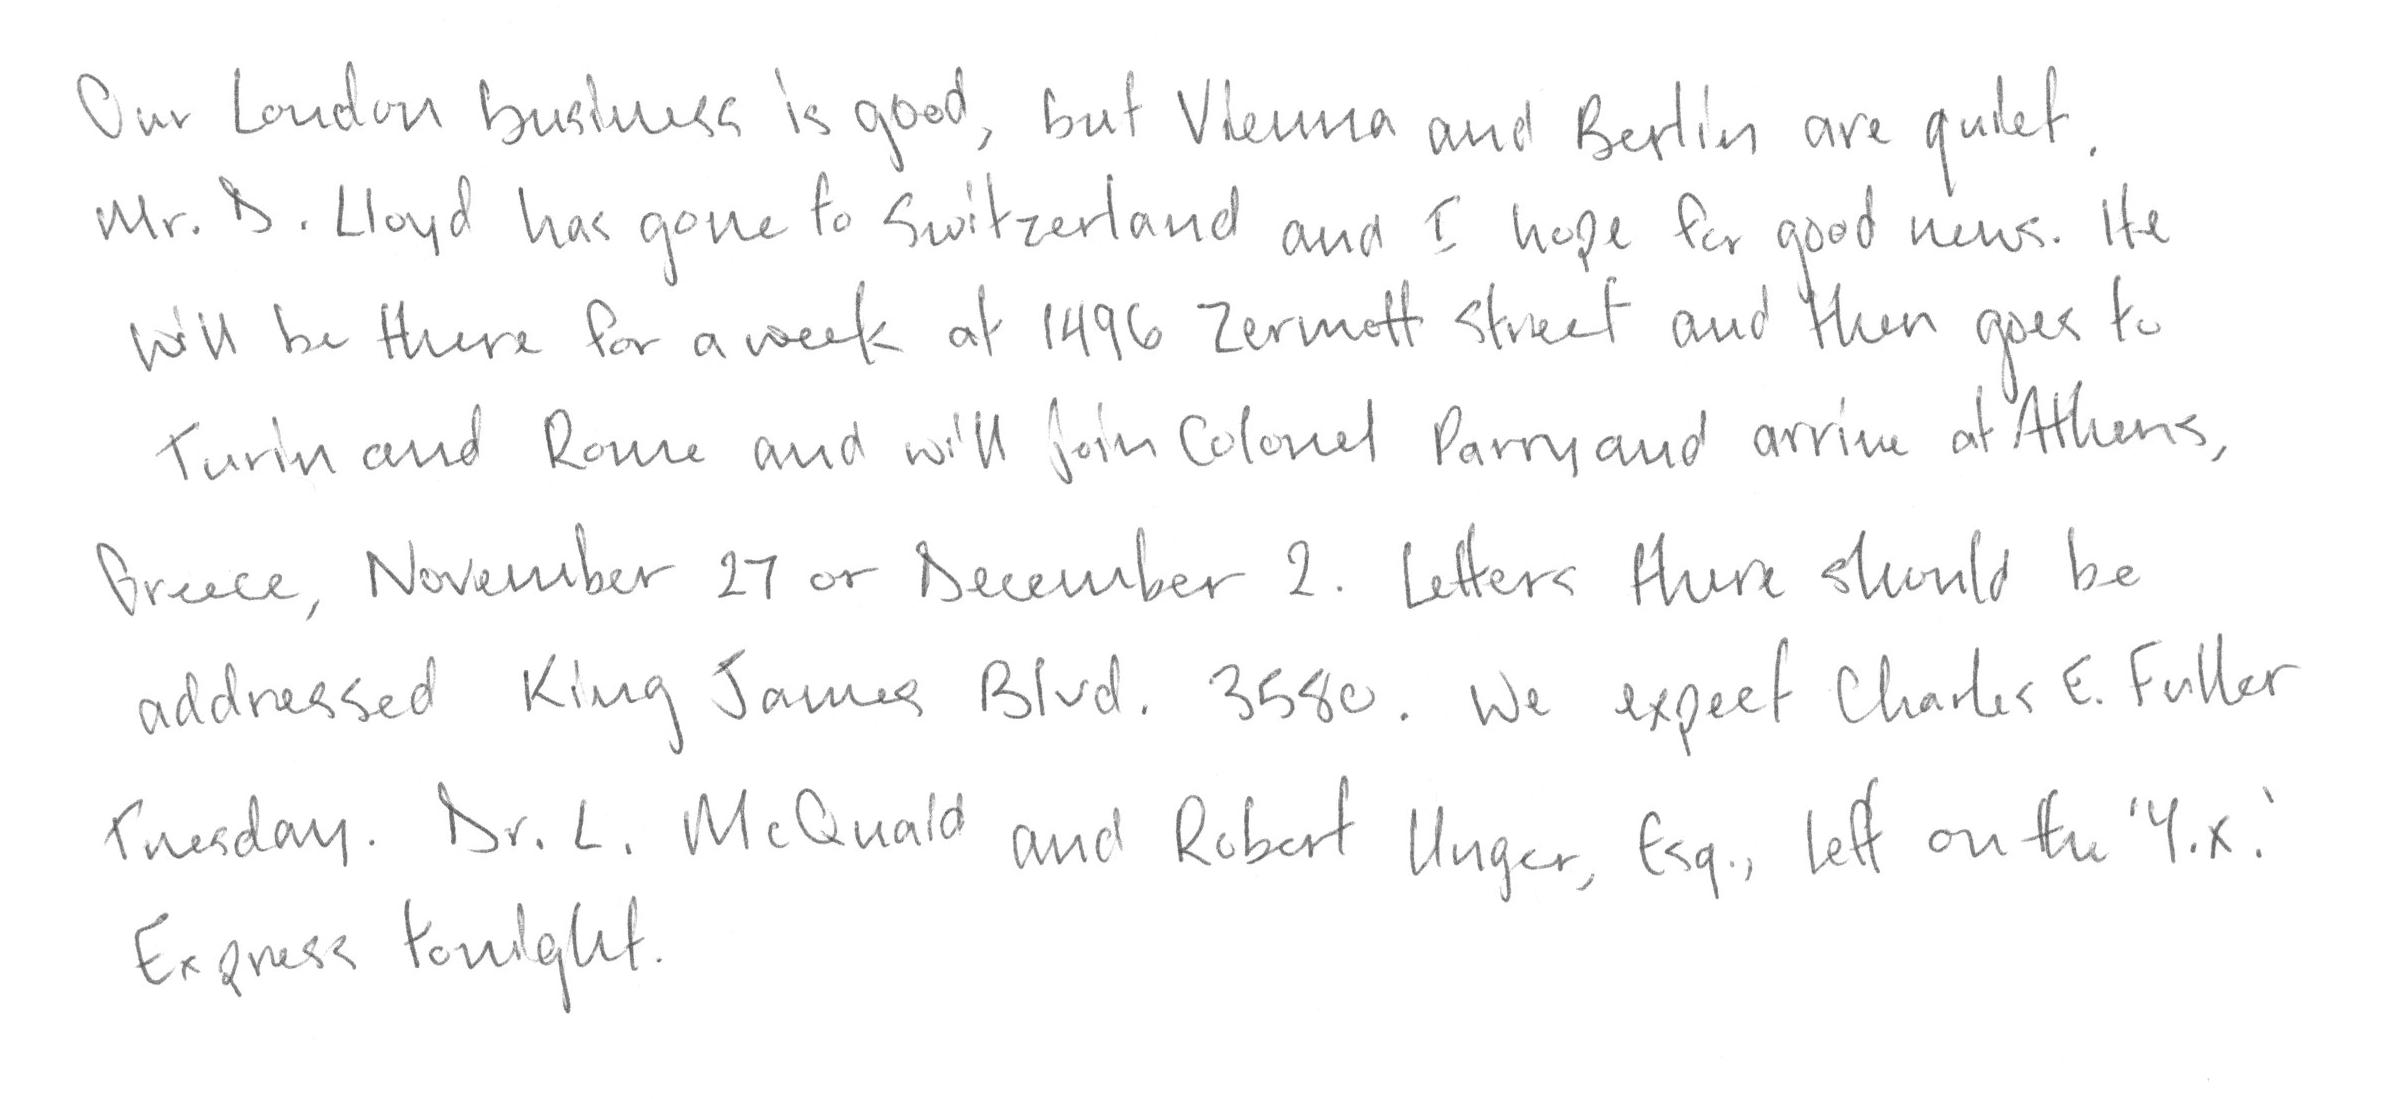 Our London business is good, but Vienna and Berlin are quiet.
Mr. D. Lloyd has gone to Switzerland and I hope for good news. He
will be there for a week at 1496 Zermott Street and then goes to
Turin and Rome and will join Colonel Parry and arrive at Athens,
Greece, November 27 or December 2. Letters there should be
addressed King James Blvd. 3580. We expect Charles E. Fuller
Tuesday. Dr. L. McQuaid and Robert Unger, Esq., left on the 'Y.X.'
Express tonight.